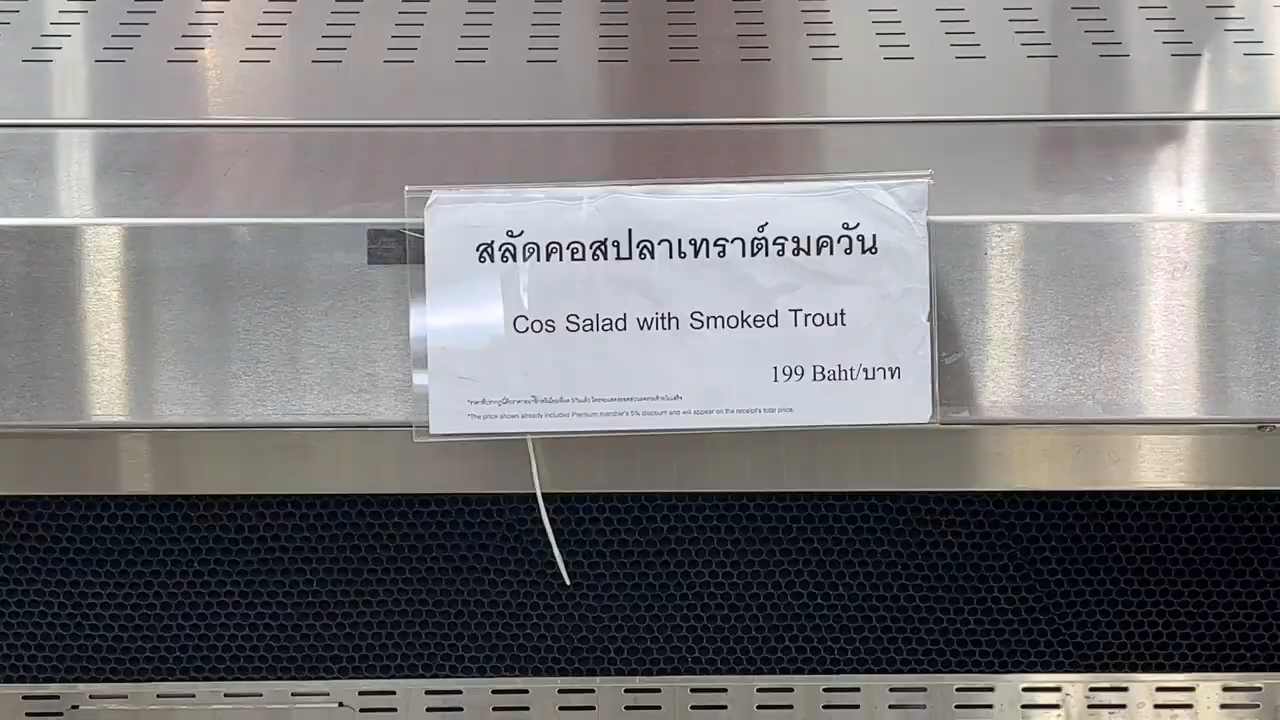 สลัดคอสปลาเทราต์รมควัน
Cos Salad with Smoked Trout
199 Baht/บาท
*The price shown already includes Premium member's 5% discount and will appear on the receipt's total price.